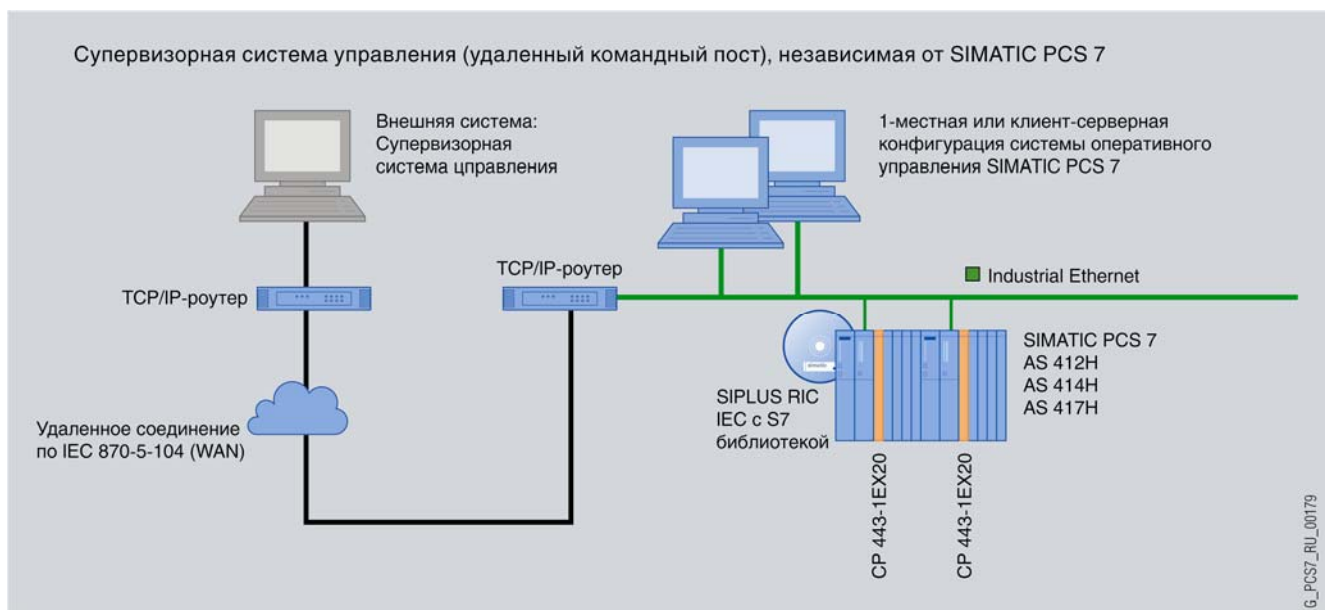 Супервизорная система управления (удаленный командный пост), независимая от SIMATIC PCS 7
Внешняя система:
Супервизорная
система цправления
1-местная или клиент-серверная
конфигурация системы оперативного
управления SIMATIC PCS 7
TCP/IP-роутер
TCP/IP-роутер
Industrial Ethernet
SIMATIC PCS 7
AS 412H
AS 414H
AS 417H
SIPLUS RIC
IEC с S7
библиотекой
Удаленное соединение
по IEC 870-5-104 (WAN)
CP 443-1EX20
CP 443-1EX20
G_PCS7_RU_00179